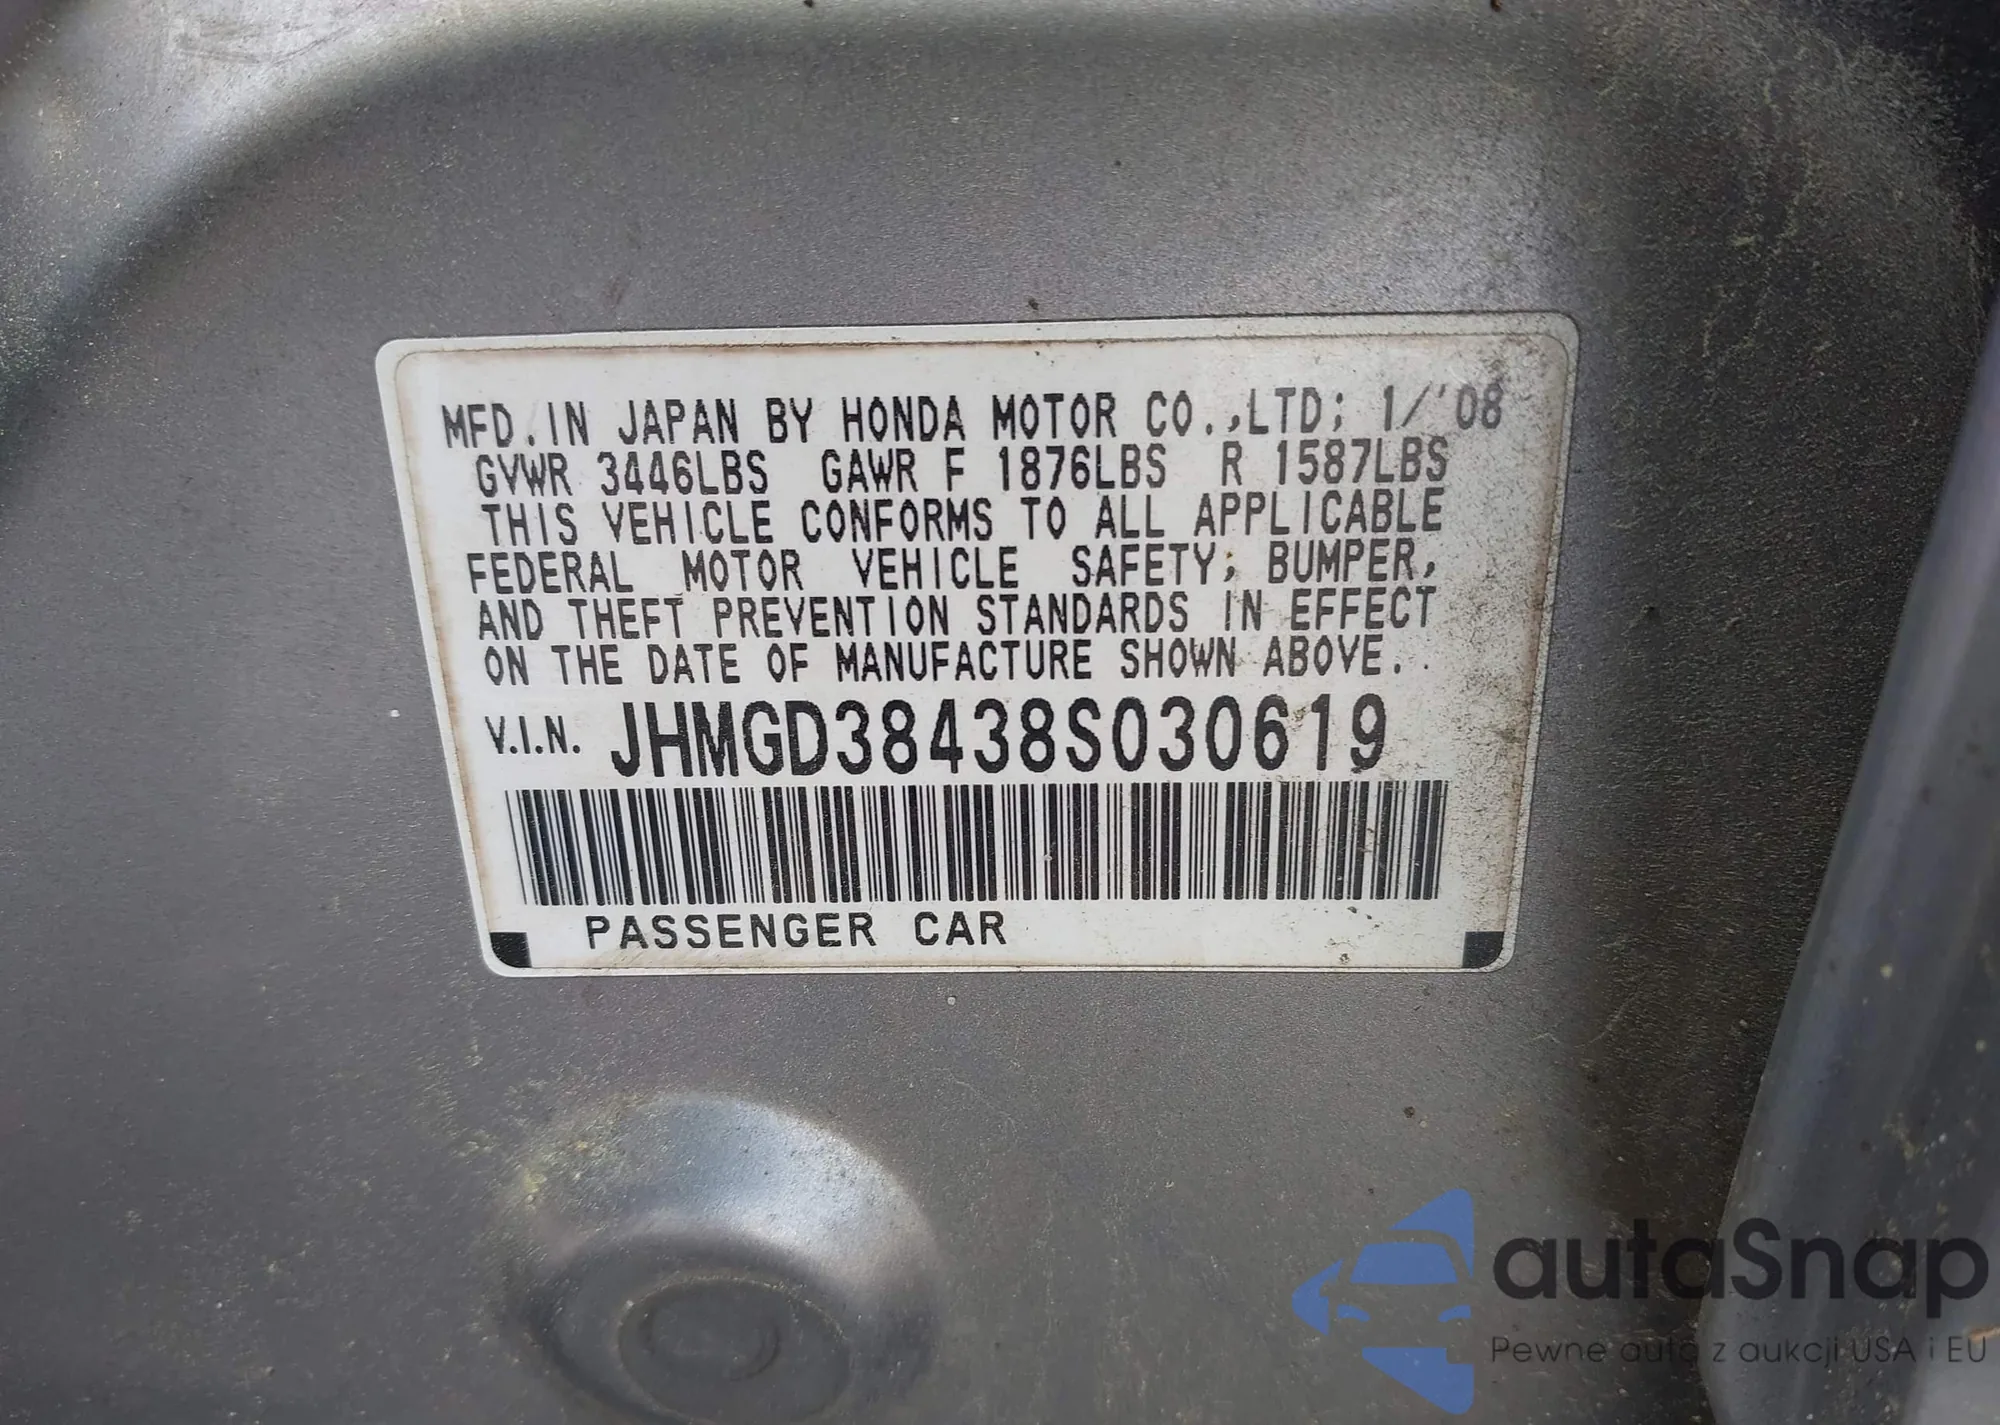 MFD. IN JAPAN BY HONDA MOTOR CO.,LTD; 1/'08
GVWR 3446LBS GAWR F 1876LBS R 1587LBS
THIS VEHICLE CONFORMS TO ALL APPLICABLE
FEDERAL MOTOR VEHICLE SAFETY, BUMPER,
AND THEFT PREVENTION STANDARDS IN EFFECT
ON THE DATE OF MANUFACTURE SHOWN ABOVE.
V.I.N. JHMGD38438S030619
PASSENGER CAR
autaSnap
Pewne auta z aukcji USA i EU